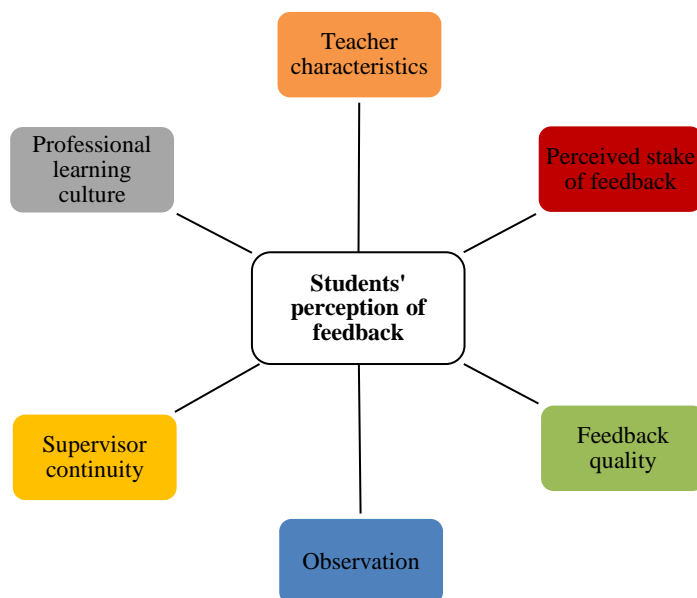 Teacher
characteristics
Professional
learning
culture
Perceived stake
of feedback
Students'
perception of
feedback
Supervisor
continuity
Feedback
quality
Observation